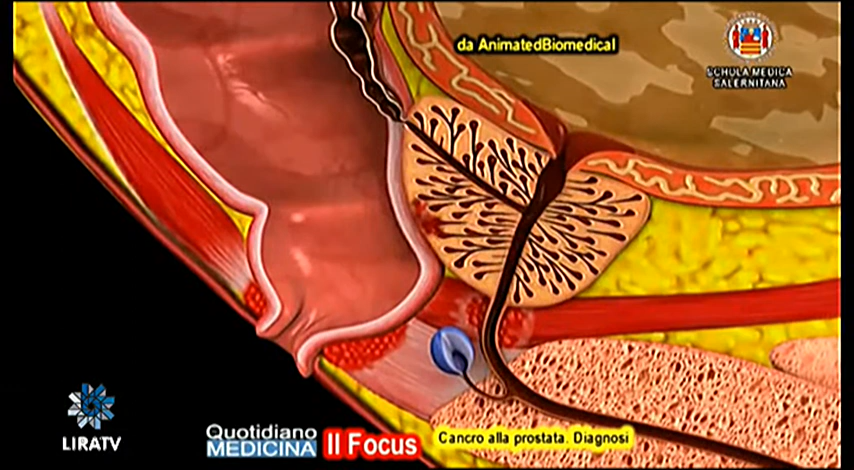 da AnimatedBiomedical
SCHOLA MEDICA
SALERNITANA
LIRATV
Quotidiano
MEDICINA
Il Focus
Cancro alla prostata. Diagnosi